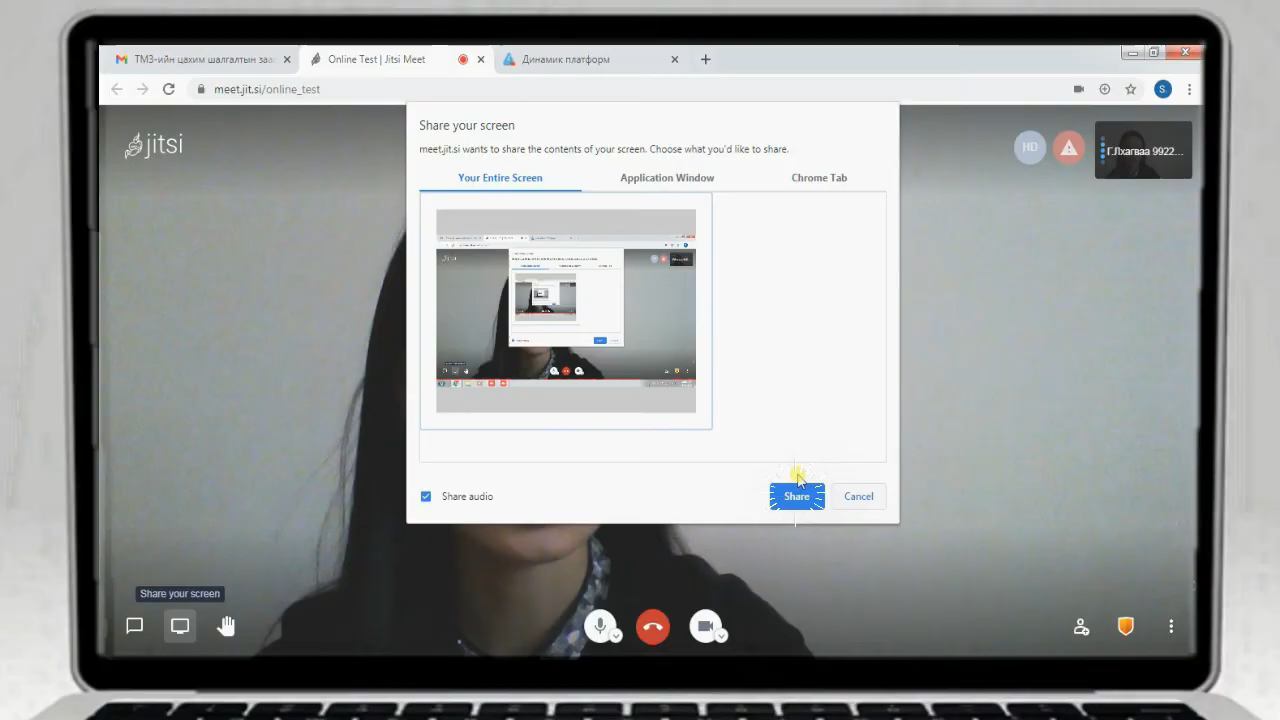 ТМЗ-ийн цахим шалгалтын заа
Online Test | Jitsi Meet
Динамик платформ
meet.jit.si/online_test
S.
jitsi
HD
Г.Лхагваа 9922...
Share your screen
meet.jit.si wants to share the contents of your screen. Choose what you'd like to share.
Your Entire Screen
Application Window
Chrome Tab
Share audio
Share
Cancel
Share your screen